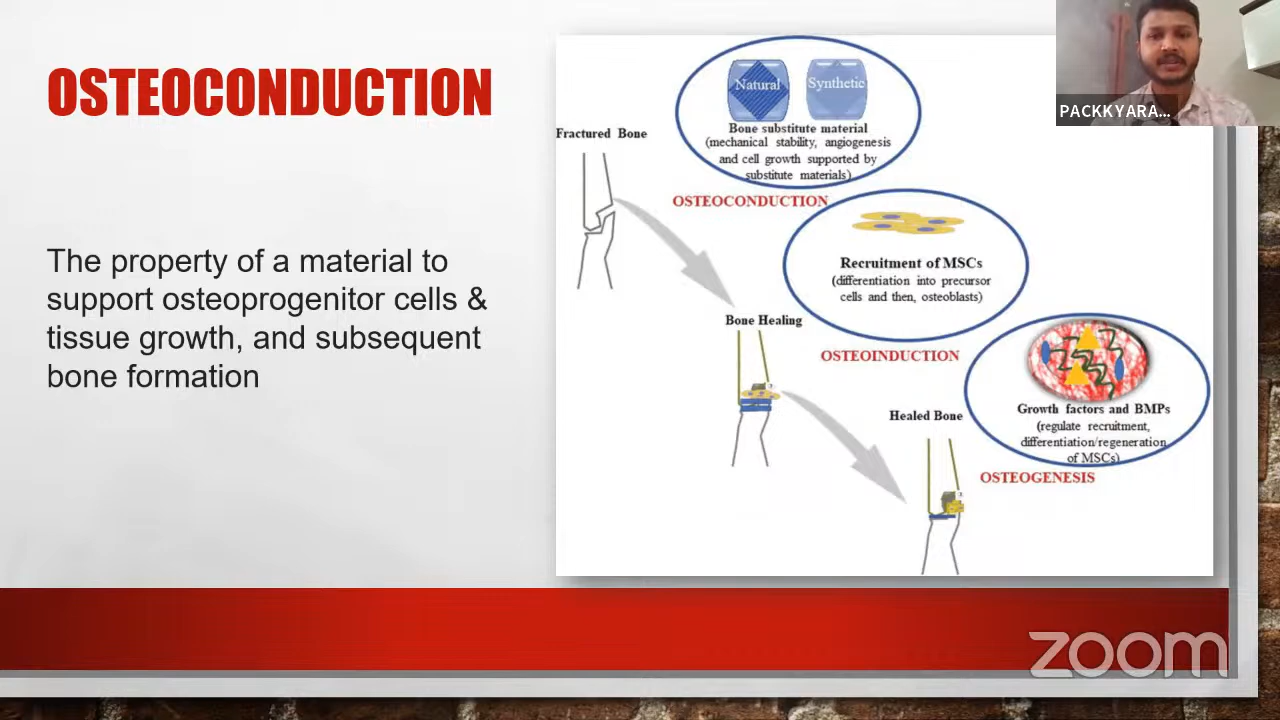 OSTEOCONDUCTION
The property of a material to
support osteoprogenitor cells &
tissue growth, and subsequent
bone formation
Natural
Synthetic
Bone substitute material
(mechanical stability, angiogenesis
and cell growth supported by
substitute materials)
Fractured Bone
OSTEOCONDUCTION
Recruitment of MSCs
(differentiation into precursor
cells and then, osteoblasts)
Bone Healing
OSTEOINDUCTION
Growth factors and BMPs
(regulate recruitment,
differentiation/regeneration
of MSCs)
Healed Bone
OSTEOGENESIS
PACKKYARA...
zoom